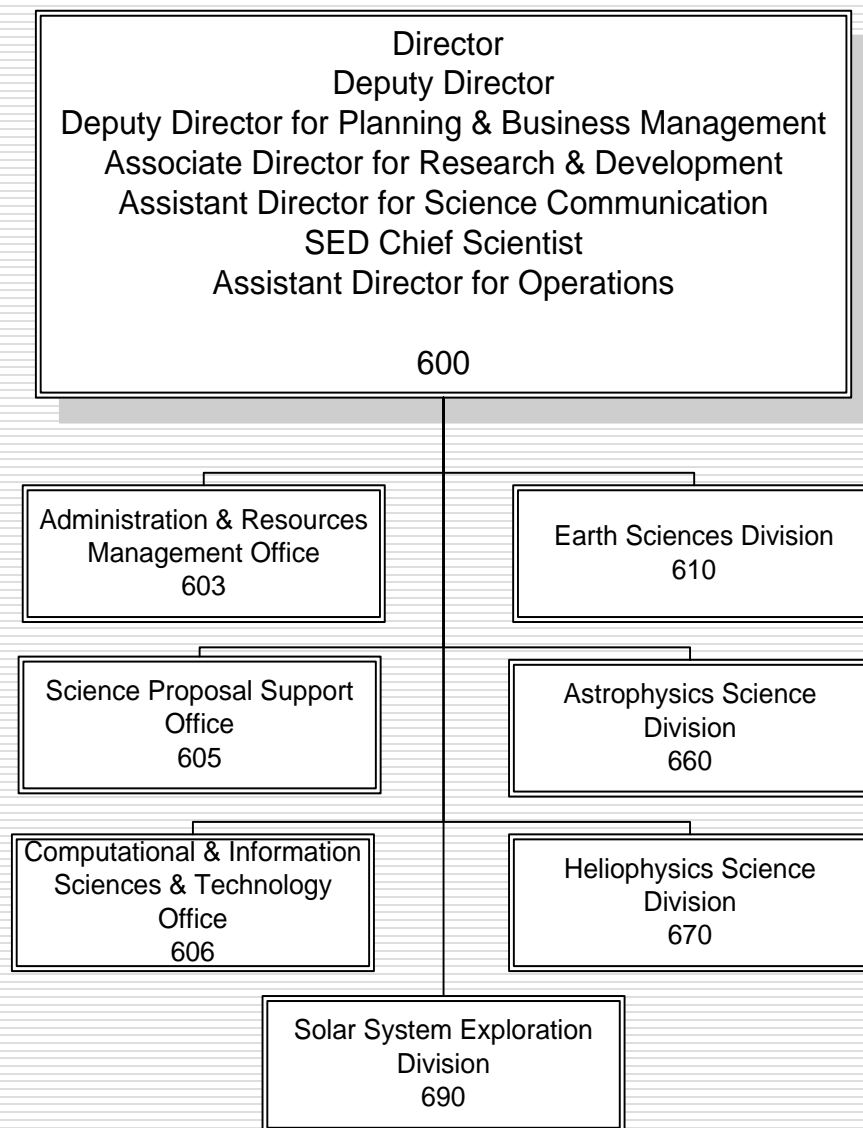 Director
Deputy Director
Deputy Director for Planning & Business Management
Associate Director for Research & Development
Assistant Director for Science Communication
SED Chief Scientist
Assistant Director for Operations
600
Administration & Resources
Management Office
603
Earth Sciences Division
610
Science Proposal Support
Office
605
Astrophysics Science
Division
660
Computational & Information
Sciences & Technology
Office
606
Heliophysics Science
Division
670
Solar System Exploration
Division
690